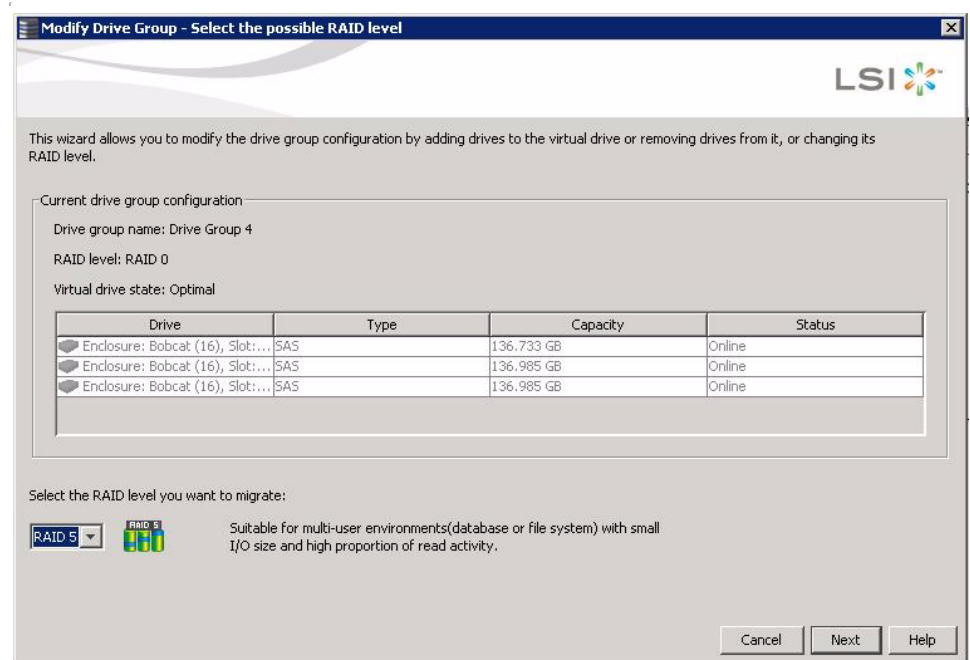 Modify Drive Group - Select the possible RAID level
LSI
This wizard allows you to modify the drive group configuration by adding drives to the virtual drive or removing drives from it, or changing its
RAID level.
Current drive group configuration
Drive group name: Drive Group 4
RAID level: RAID 0
Virtual drive state: Optimal
Drive Type Capacity Status
Enclosure: Bobcat (16), Slot:... SAS 136.733 GB Online
Enclosure: Bobcat (16), Slot:... SAS 136.985 GB Online
Enclosure: Bobcat (16), Slot:... SAS 136.985 GB Online
Select the RAID level you want to migrate:
RAID 5
RAID 5
Suitable for multi-user environments(database or file system) with small
I/O size and high proportion of read activity.
Cancel Next Help